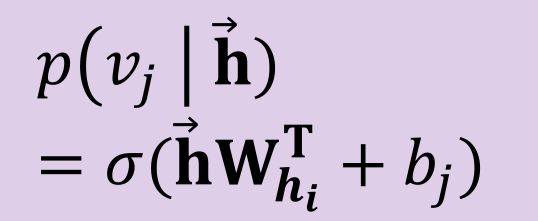 p(v_j | h⃗)
= σ(h⃗W_{h_i}^T + b_j)